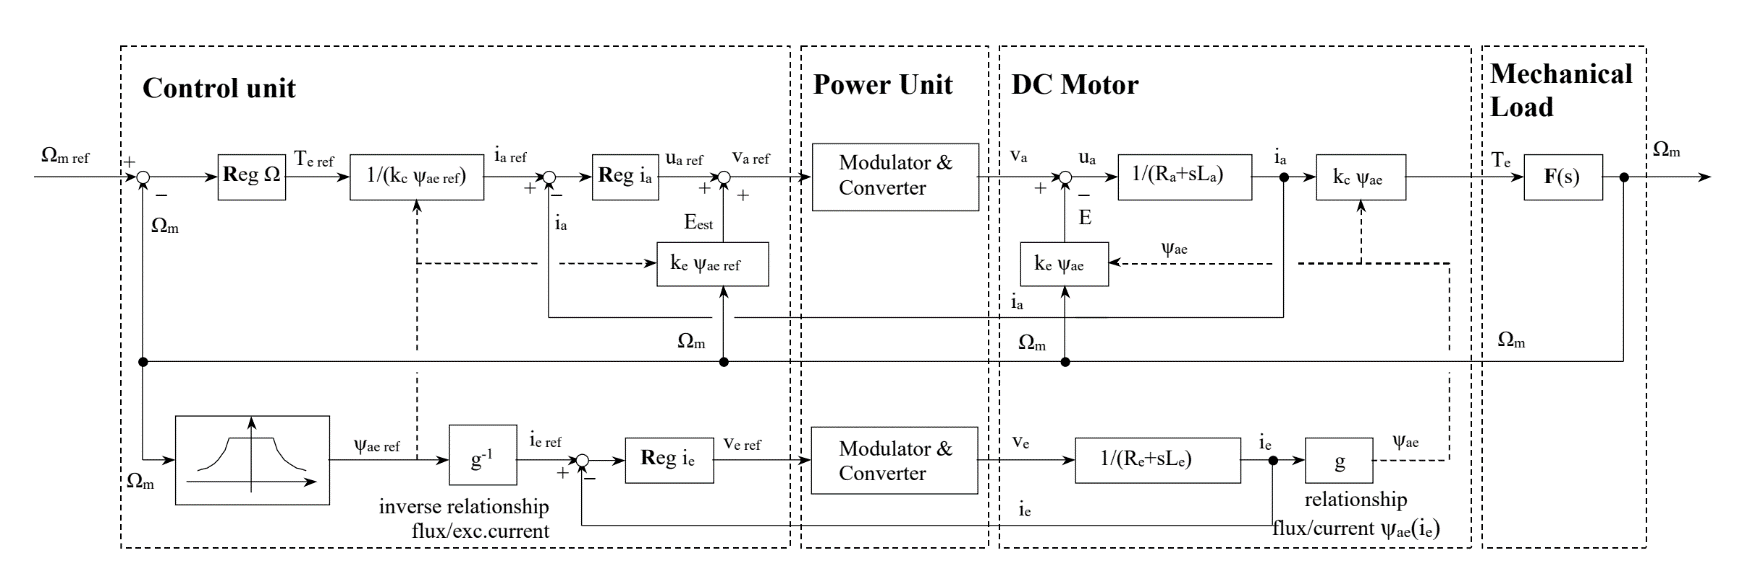 Control unit
Power Unit
DC Motor
Mechanical
Load
Ωm ref
+
−
Ωm
Reg Ω
Te ref
1/(kc ψae ref)
ia ref
+
−
ia
Reg ia
ua ref
+
+
va ref
Eest
ke ψae ref
Ωm
Modulator &
Converter
va
+
−
ua
E
1/(Ra+sLa)
ia
kc ψae
Te
F(s)
Ωm
ke ψae
ψae
ia
Ωm
Ωm
Ωm
ψae ref
g-1
inverse relationship
flux/exc.current
ie ref
+
−
Reg ie
ve ref
Modulator &
Converter
ve
1/(Re+sLe)
ie
g
ψae
ie
relationship
flux/current ψae(ie)